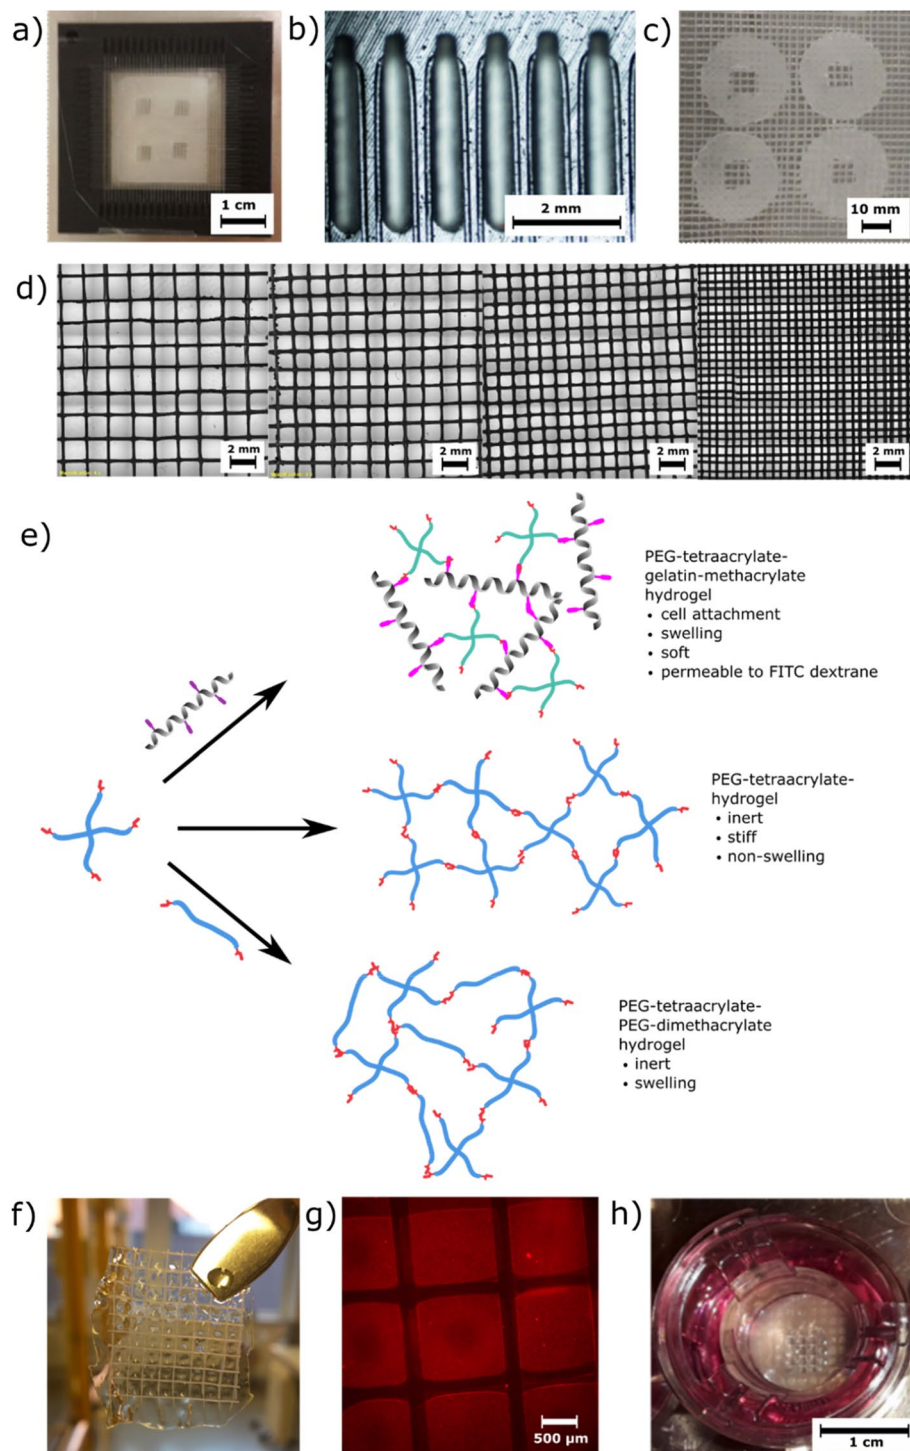 a)
b)
c)
1 cm
2 mm
10 mm
d)
2 mm
2 mm
2 mm
2 mm
e)
PEG-tetraacrylate-
gelatin-methacrylate
hydrogel
• cell attachment
• swelling
• soft
• permeable to FITC dextrane
PEG-tetraacrylate-
hydrogel
• inert
• stiff
• non-swelling
PEG-tetraacrylate-
PEG-dimethacrylate
hydrogel
• inert
• swelling
f)
g)
h)
500 µm
1 cm